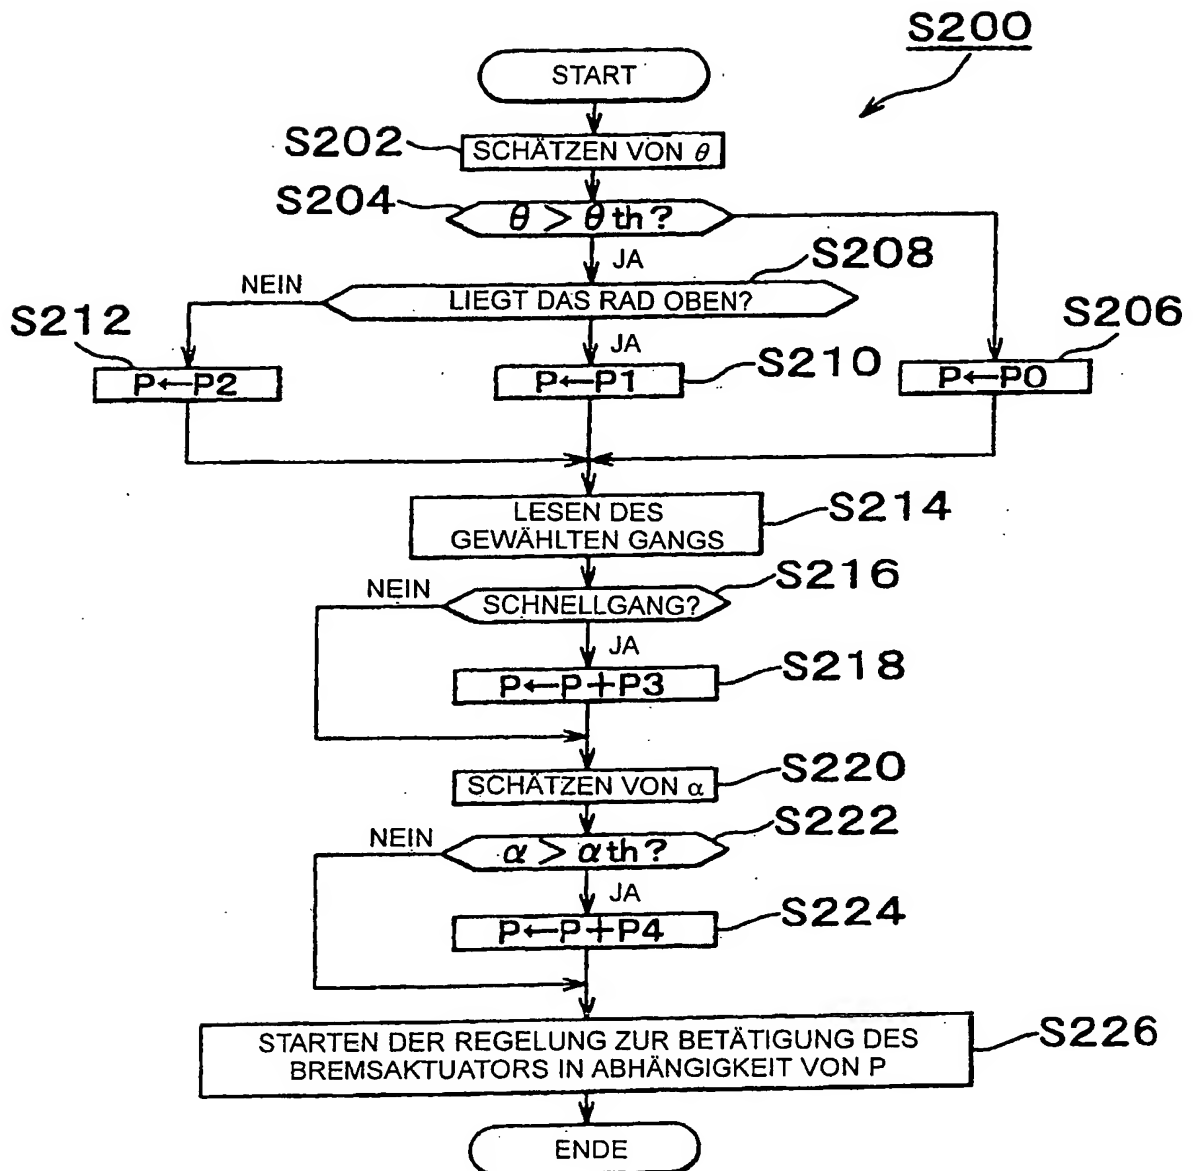 S200
START
S202
SCHÄTZEN VON θ
S204
θ > θ th ?
JA
S208
NEIN
LIEGT DAS RAD OBEN?
S212
JA
S206
P←P2
P←P1
S210
P←P0
LESEN DES
GEWÄHLTEN GANGS
S214
S216
NEIN
SCHNELLGANG?
JA
P←P+P3
S218
SCHÄTZEN VON α
S220
NEIN
S222
α > α th ?
JA
P←P+P4
S224
STARTEN DER REGELUNG ZUR BETÄTIGUNG DES
BREMSAKTUATORS IN ABHÄNGIGKEIT VON P
S226
ENDE